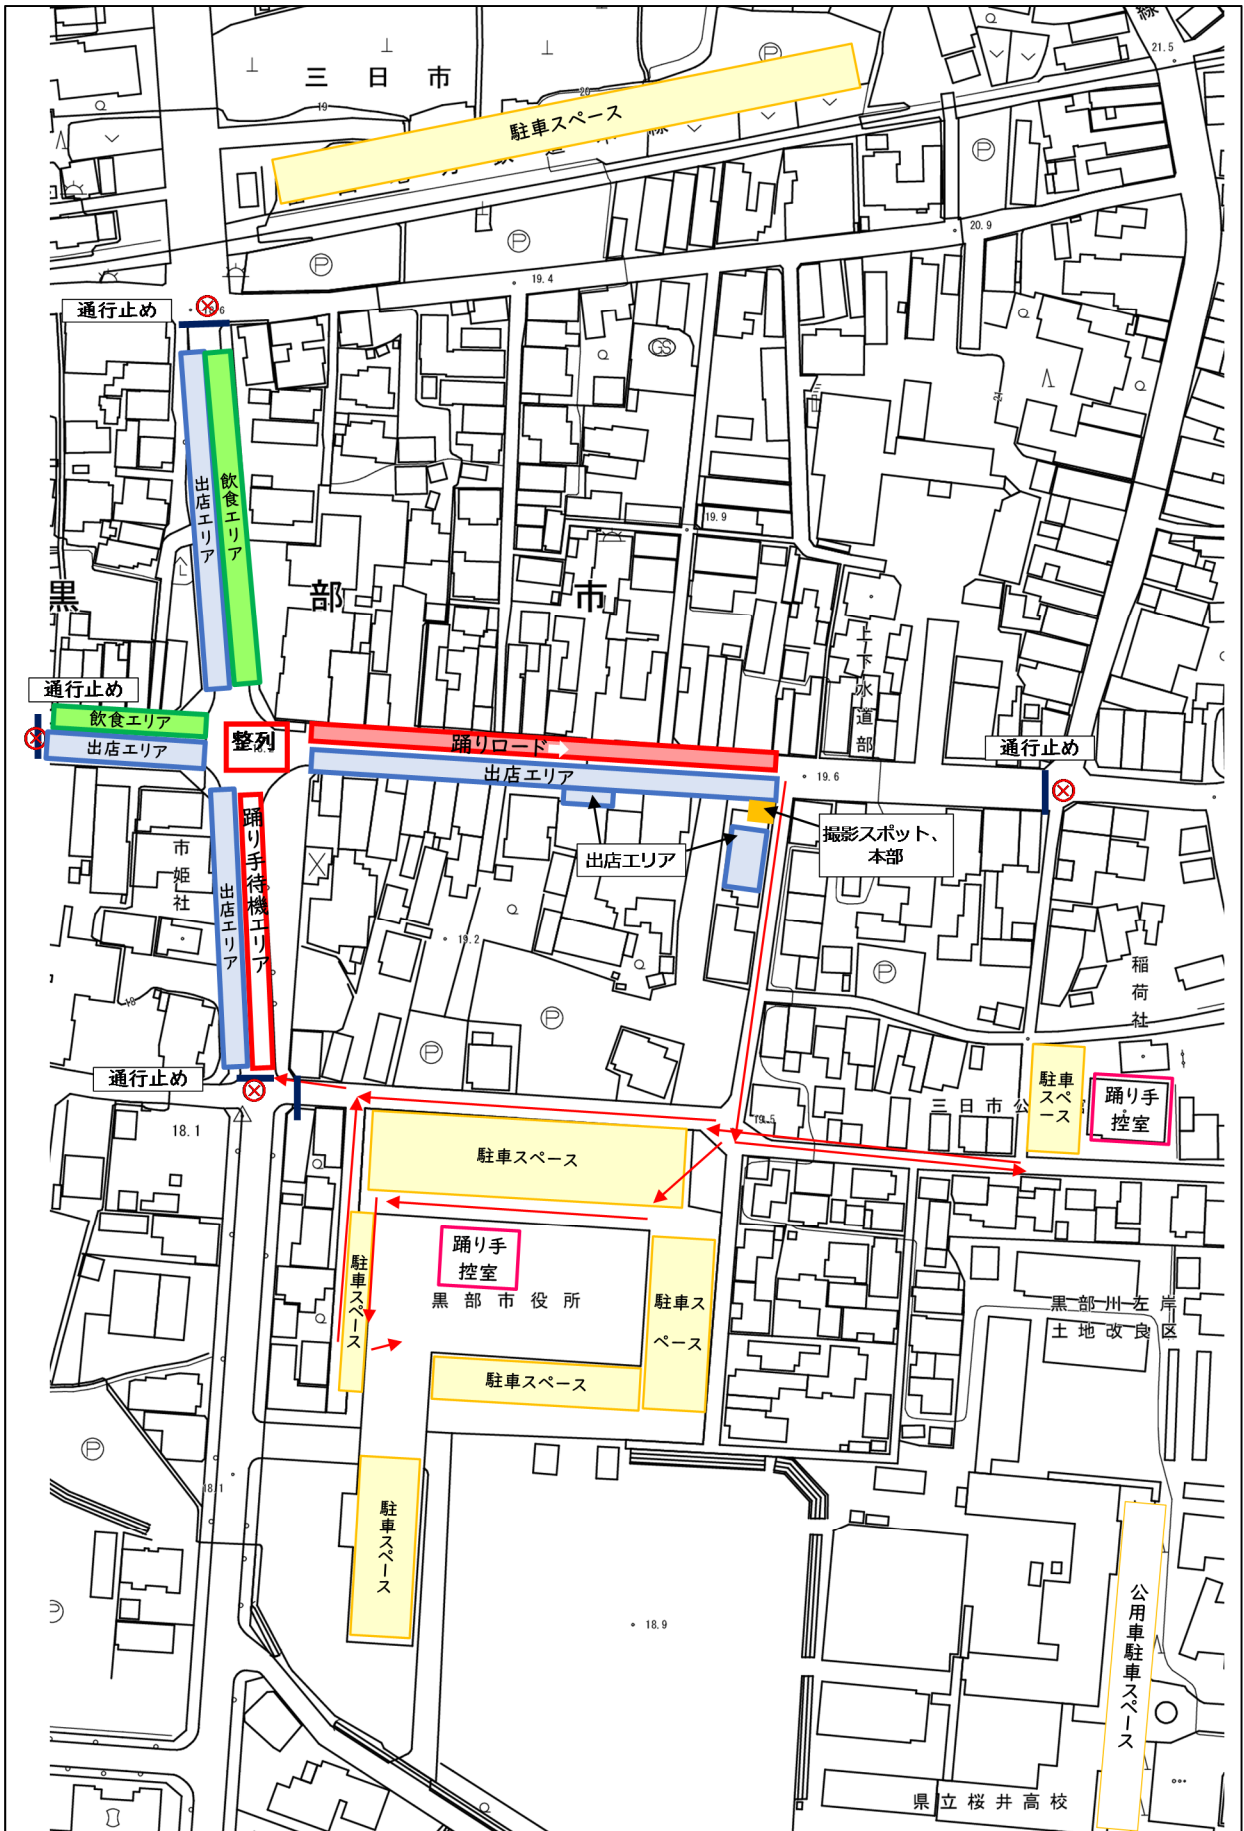 線
21.5
三日市
19
20
駐車スペース
線
20.9
19.4
通行止め
18.6
GS
出店エリア
飲食エリア
19.9
黒部市
上下水道部
通行止め
飲食エリア
出店エリア
整列
踊りロード
出店エリア
通行止め
19.6
撮影スポット、
本部
出店エリア
市姫社
出店エリア
踊り手待機エリア
19.2
稲荷社
18
通行止め
18.1
駐車
スペース
踊り手
控室
三日市公
19.5
駐車スペース
駐車スペース
踊り手
控室
黒部市役所
駐車ス
ペース
駐車スペース
黒部川左岸
土地改良区
18.1
駐車スペース
18.9
公用車駐車スペース
県立桜井高校